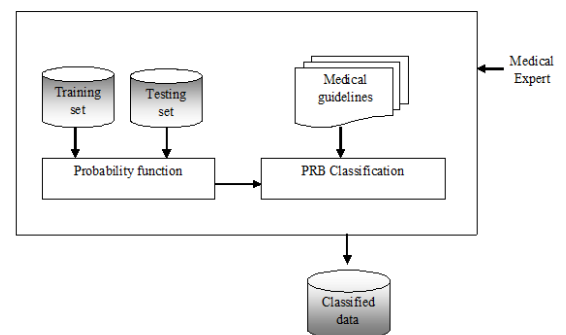 Medical
Expert
Training
set
Testing
set
Medical
guidelines
Probability function
PRB Classification
Classified
data